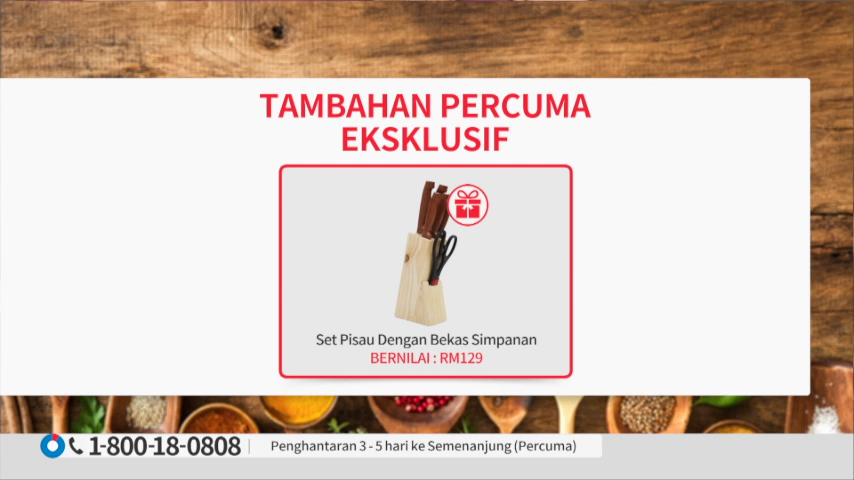 TAMBAHAN PERCUMA
EKSKLUSIF
Set Pisau Dengan Bekas Simpanan
BERNILAI : RM129
1-800-18-0808
Penghantaran 3 - 5 hari ke Semenanjung (Percuma)